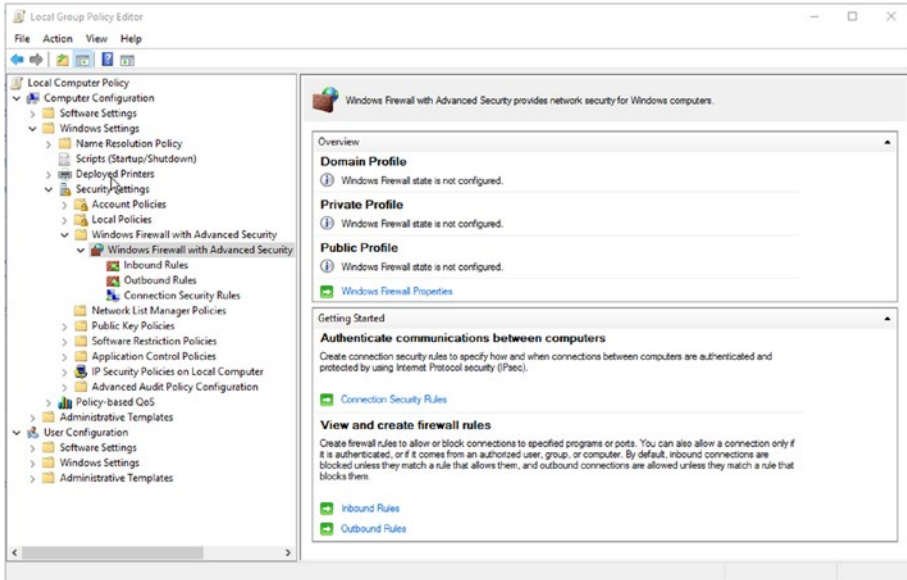 Local Group Policy Editor
File Action View Help
Local Computer Policy
Computer Configuration
Software Settings
Windows Settings
Name Resolution Policy
Scripts (Startup/Shutdown)
Deployed Printers
Security Settings
Account Policies
Local Policies
Windows Firewall with Advanced Security
Windows Firewall with Advanced Security
Inbound Rules
Outbound Rules
Connection Security Rules
Network List Manager Policies
Public Key Policies
Software Restriction Policies
Application Control Policies
IP Security Policies on Local Computer
Advanced Audit Policy Configuration
Policy-based QoS
Administrative Templates
User Configuration
Software Settings
Windows Settings
Administrative Templates
Windows Firewall with Advanced Security provides network security for Windows computers.
Overview
Domain Profile
Windows Firewall state is not configured.
Private Profile
Windows Firewall state is not configured.
Public Profile
Windows Firewall state is not configured.
Windows Firewall Properties
Getting Started
Authenticate communications between computers
Create connection security rules to specify how and when connections between computers are authenticated and
protected by using Internet Protocol security (IPsec).
Connection Security Rules
View and create firewall rules
Create firewall rules to allow or block connections to specified programs or ports. You can also allow a connection only if
it is authenticated, or if it comes from an authorized user, group, or computer. By default, inbound connections are
blocked unless they match a rule that allows them, and outbound connections are allowed unless they match a rule that
blocks them.
Inbound Rules
Outbound Rules